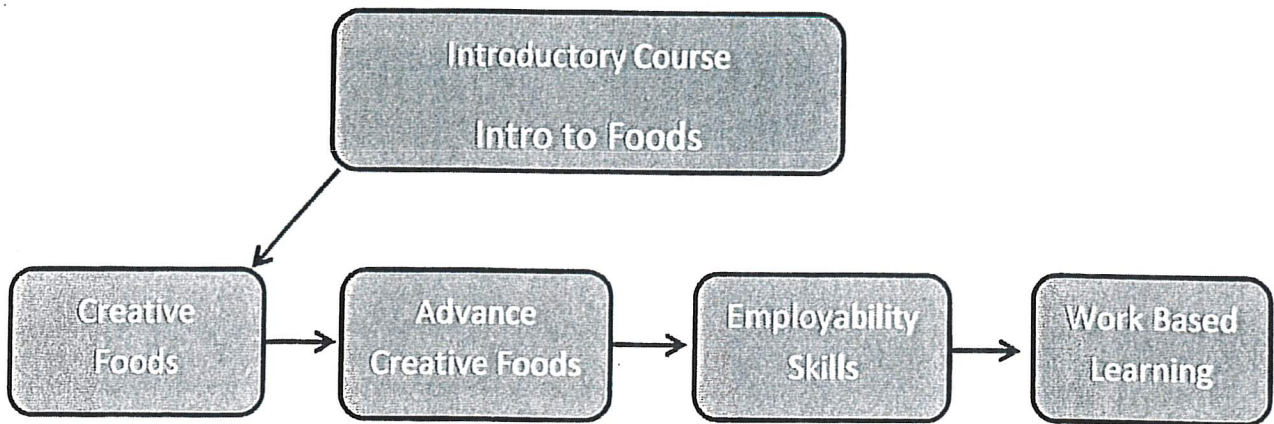 Introductory Course
Intro to Foods
Creative
Foods
Advance
Creative Foods
Employability
Skills
Work Based
Learning